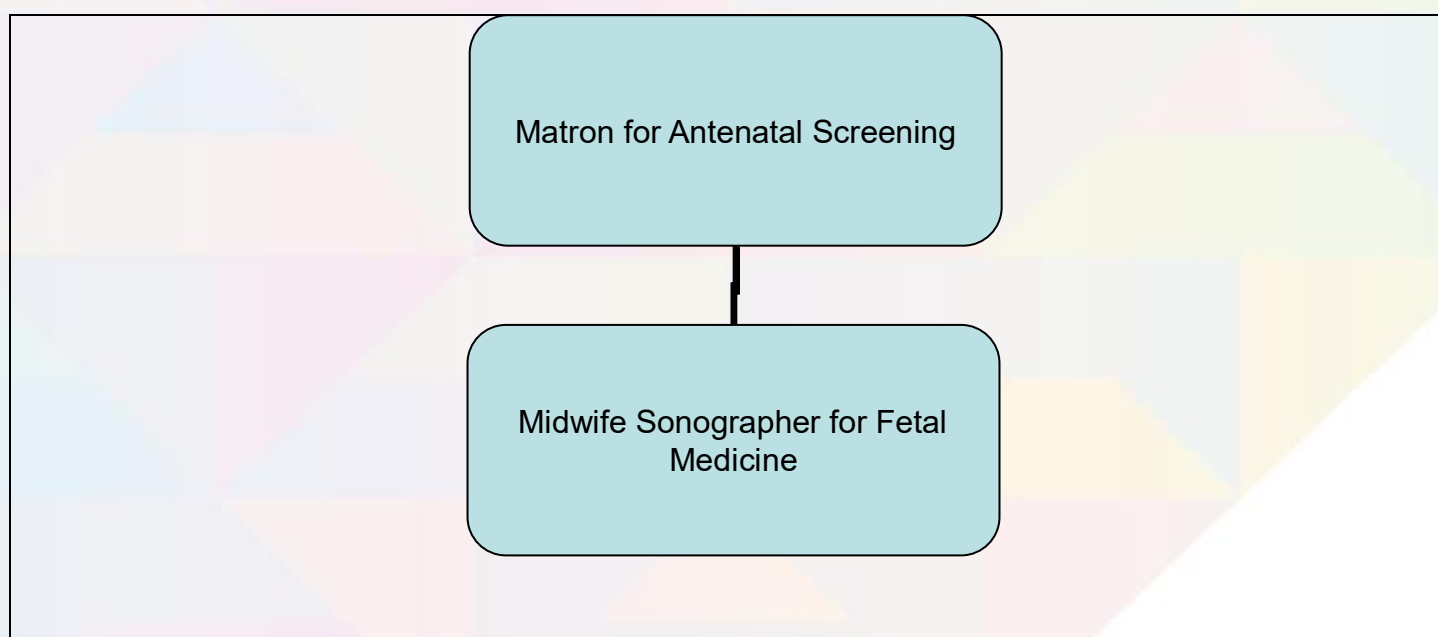 Matron for Antenatal Screening
Midwife Sonographer for Fetal
Medicine